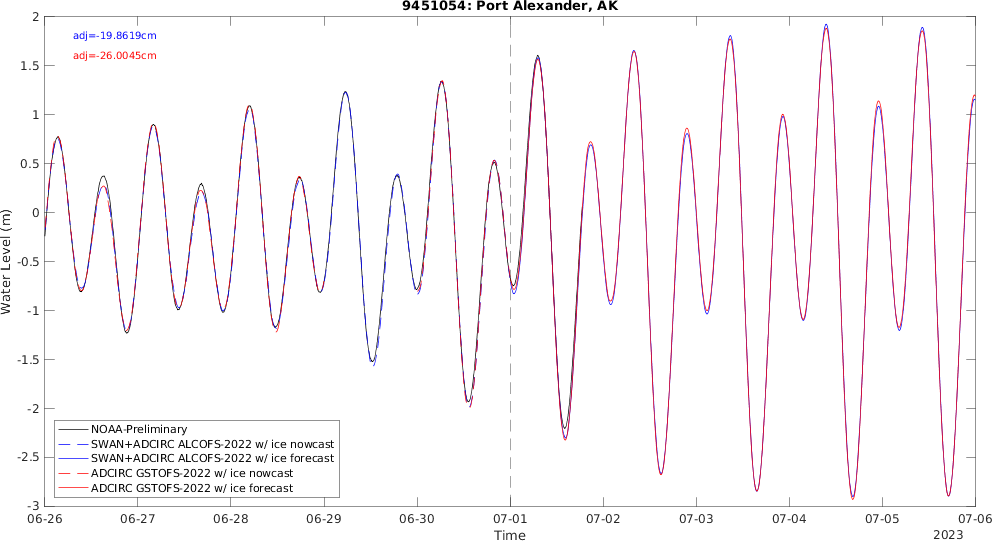 9451054: Port Alexander, AK
adj=-19.8619cm
adj=-26.0045cm
2
1.5
1
0.5
0
-0.5
-1
-1.5
-2
-2.5
-3
Water Level (m)
NOAA-Preliminary
SWAN+ADCIRC ALCOFS-2022 w/ ice nowcast
SWAN+ADCIRC ALCOFS-2022 w/ ice forecast
ADCIRC GSTOFS-2022 w/ ice nowcast
ADCIRC GSTOFS-2022 w/ ice forecast
06-26 06-27 06-28 06-29 06-30 07-01 07-02 07-03 07-04 07-05 07-06
Time
2023